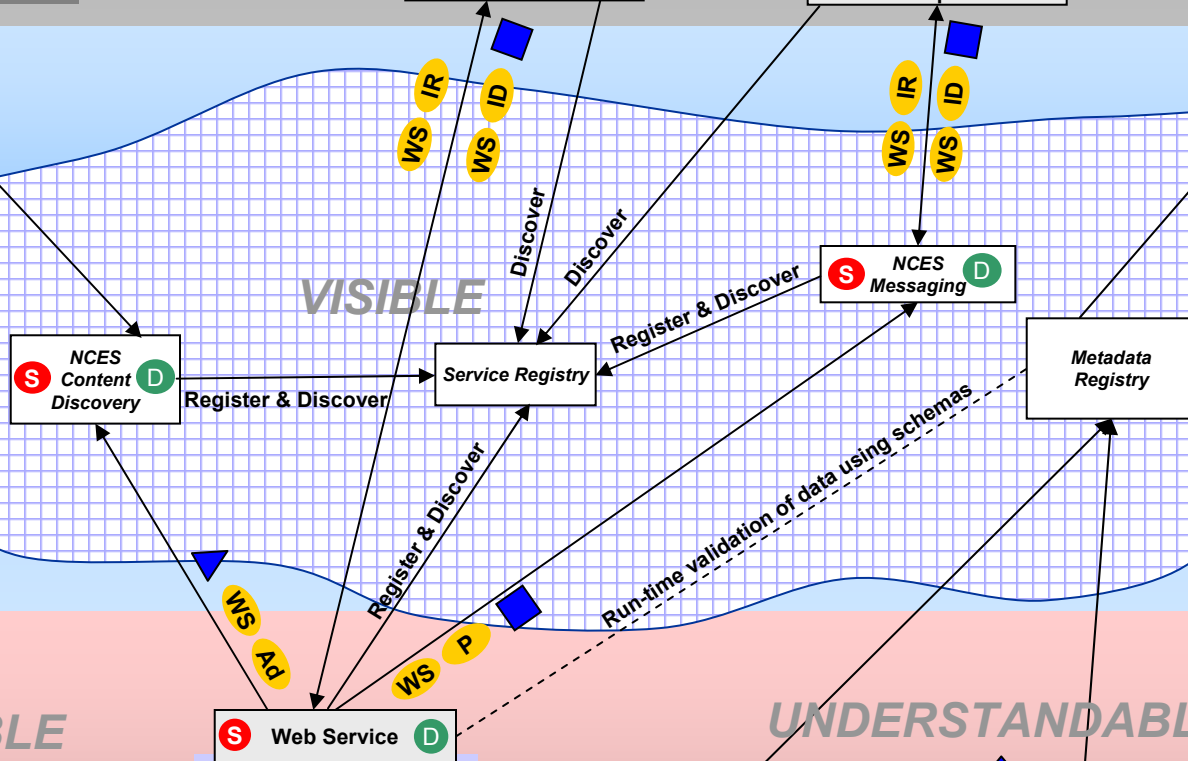 IR
ID
WS
WS
IR
ID
WS
WS
Discover
Discover
VISIBLE
S
NCES
Messaging
D
Register & Discover
S
NCES
Content
Discovery
D
Register & Discover
Service Registry
Metadata
Registry
Register & Discover
Run-time validation of data using schemas
WS
Ad
WS
P
S
Web Service
D
BLE
UNDERSTANDABL